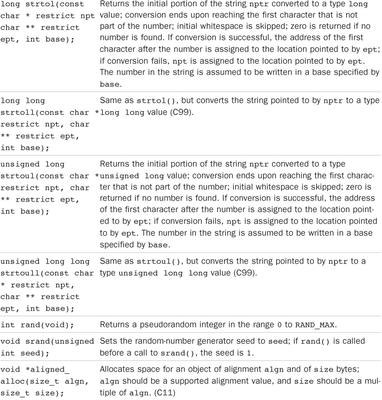 long strtol(const
char * restrict npt
char ** restrict
ept, int base);
Returns the initial portion of the string nptr converted to a type long
value; conversion ends upon reaching the first character that is not
part of the number; initial whitespace is skipped; zero is returned if no
number is found. If conversion is successful, the address of the
first character after the number is assigned to the location pointed to by ept;
if conversion fails, npt is assigned to the location pointed to by ept.
The number in the string is assumed to be written in a base specified by
base.
long long
strtoll(const char *
restrict npt, char
** restrict ept,
int base);
Same as strtol(), but converts the string pointed to by nptr to a type
long long value (C99).
unsigned long
strtoul(const char *
restrict npt, char
** restrict ept,
int base);
Returns the initial portion of the string nptr converted to a type
unsigned long value; conversion ends upon reaching the first charac-
ter that is not part of the number; initial whitespace is skipped; zero is
returned if no number is found. If conversion is successful, the address
of the first character after the number is assigned to the location point-
ed to by ept; if conversion fails, npt is assigned to the location pointed
to by ept. The number in the string is assumed to be written in a base
specified by base.
unsigned long long
strtoull(const char
* restrict npt,
char ** restrict
ept, int base);
Same as strtoul(), but converts the string pointed to by nptr to a
type unsigned long long value (C99).
int rand(void);
Returns a pseudorandom integer in the range 0 to RAND_MAX.
void srand(unsigned
int seed);
Sets the random-number generator seed to seed; if rand() is called
before a call to srand(), the seed is 1.
void *aligned_
alloc(size_t algn,
size_t size);
Allocates space for an object of alignment algn and of size bytes;
algn should be a supported alignment value, and size should be a mul-
tiple of algn. (C11)